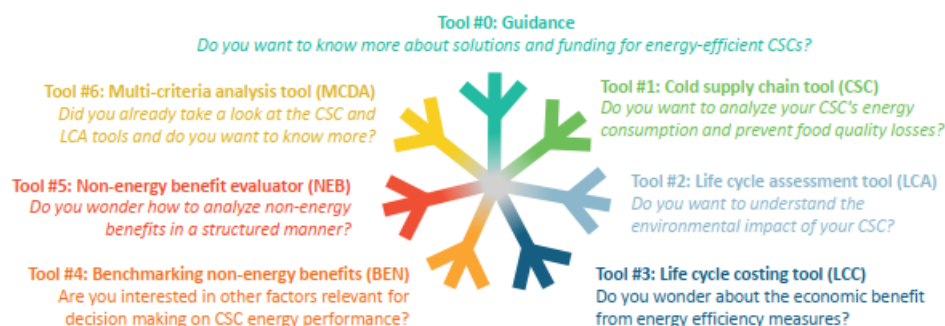 Tool #0: Guidance
Do you want to know more about solutions and funding for energy-efficient CSCs?
Tool #6: Multi-criteria analysis tool (MCDA)
Did you already take a look at the CSC and
LCA tools and do you want to know more?
Tool #1: Cold supply chain tool (CSC)
Do you want to analyze your CSC's energy
consumption and prevent food quality losses?
Tool #5: Non-energy benefit evaluator (NEB)
Do you wonder how to analyze non-energy
benefits in a structured manner?
Tool #2: Life cycle assessment tool (LCA)
Do you want to understand the
environmental impact of your CSC?
Tool #4: Benchmarking non-energy benefits (BEN)
Are you interested in other factors relevant for
decision making on CSC energy performance?
Tool #3: Life cycle costing tool (LCC)
Do you wonder about the economic benefit
from energy efficiency measures?